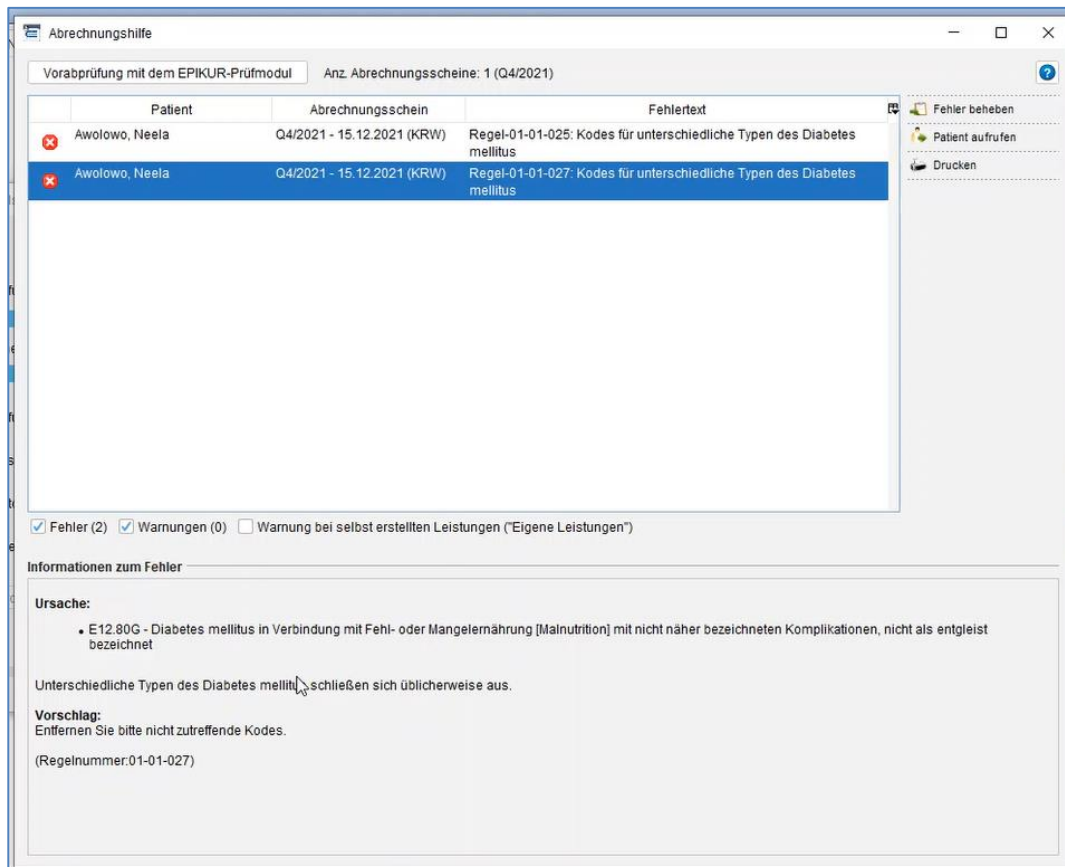 Abrechnungshilfe
Vorabprüfung mit dem EPIKUR-Prüfmodul Anz. Abrechnungsscheine: 1 (Q4/2021)
Patient Abrechnungsschein Fehlertext
Awolowo, Neela Q4/2021 - 15.12.2021 (KRW) Regel-01-01-025: Kodes für unterschiedliche Typen des Diabetes
mellitus
Awolowo, Neela Q4/2021 - 15.12.2021 (KRW) Regel-01-01-027: Kodes für unterschiedliche Typen des Diabetes
mellitus
Fehler beheben
Patient aufrufen
Drucken
Fehler (2) Warnungen (0) Warnung bei selbst erstellten Leistungen ("Eigene Leistungen")
Informationen zum Fehler
Ursache:
• E12.80G - Diabetes mellitus in Verbindung mit Fehl- oder Mangelernährung [Malnutrition] mit nicht näher bezeichneten Komplikationen, nicht als entgleist
bezeichnet
Unterschiedliche Typen des Diabetes mellitus schließen sich üblicherweise aus.
Vorschlag:
Entfernen Sie bitte nicht zutreffende Kodes.
(Regelnummer:01-01-027)